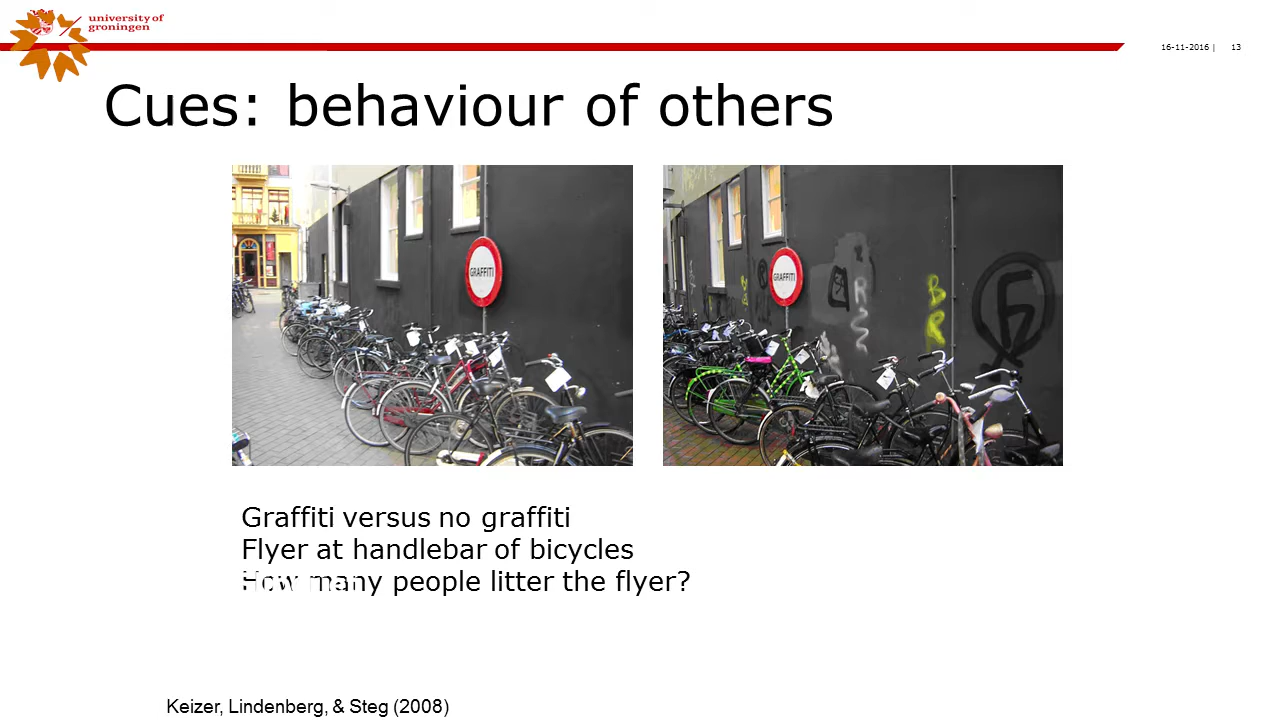 university of
groningen
16-11-2016 | 13
Cues: behaviour of others
GRAFFITI
GRAFFITI
B
R
Graffiti versus no graffiti
Flyer at handlebar of bicycles
How many people litter the flyer?
Keizer, Lindenberg, & Steg (2008)